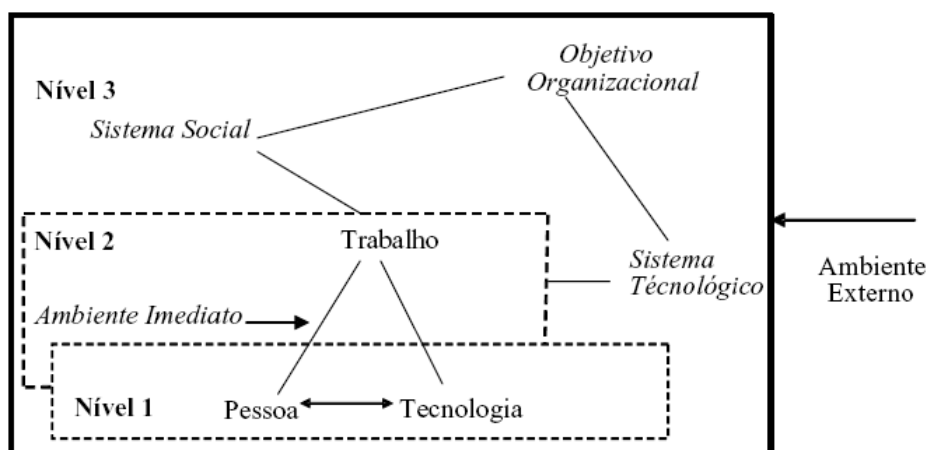 Objetivo
Organizacional
Nível 3
Sistema Social
Nível 2
Trabalho
Sistema
Técnológico
Ambiente
Externo
Ambiente Imediato
Nível 1
Pessoa
Tecnologia